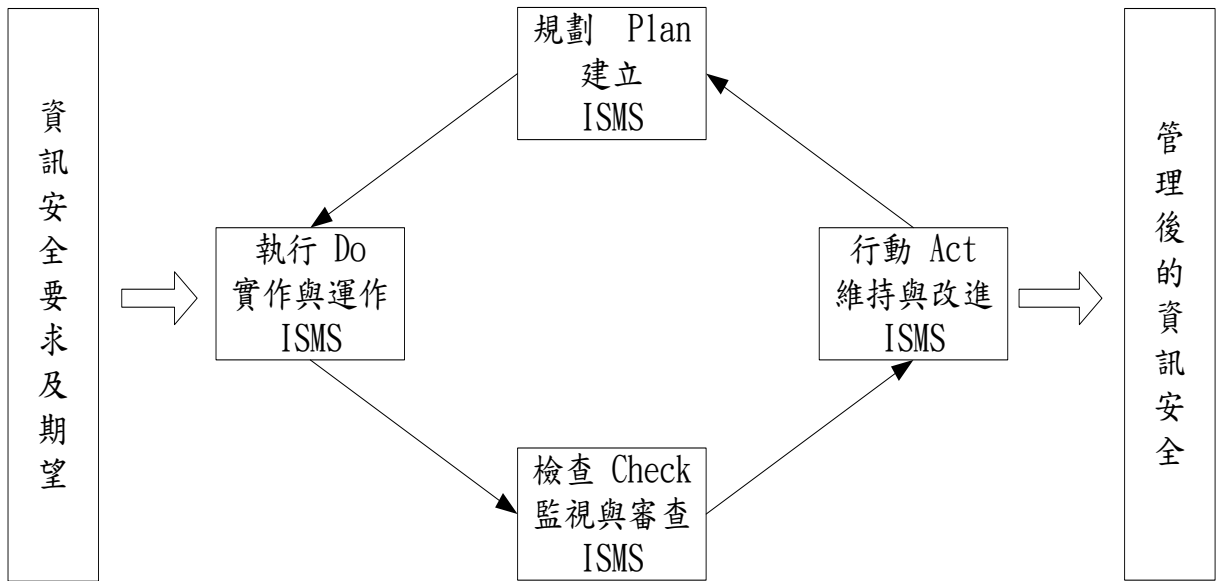 資訊安全要求及期望
規劃 Plan
建立
ISMS
執行 Do
實作與運作
ISMS
檢查 Check
監視與審查
ISMS
行動 Act
維持與改進
ISMS
管理後的資訊安全